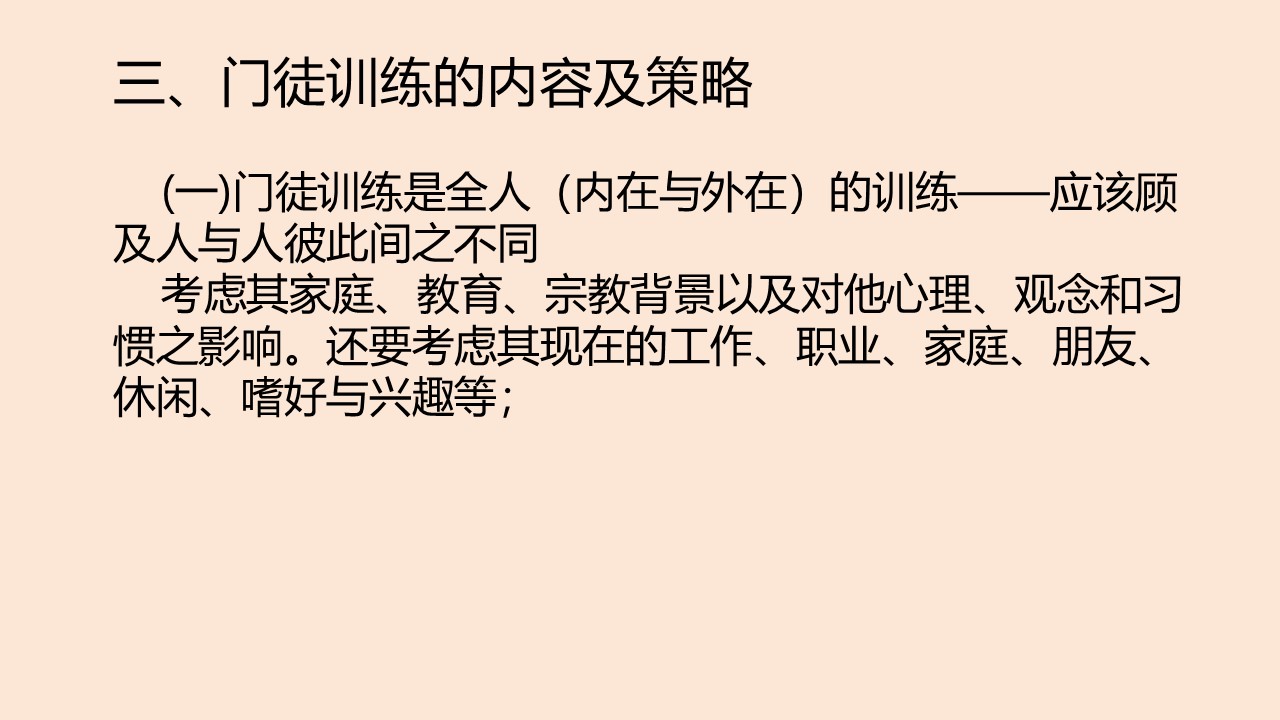 三、门徒训练的内容及策略
(一)门徒训练是全人（内在与外在）的训练——应该顾
及人与人彼此间之不同
考虑其家庭、教育、宗教背景以及对他心理、观念和习
惯之影响。还要考虑其现在的工作、职业、家庭、朋友、
休闲、嗜好与兴趣等；